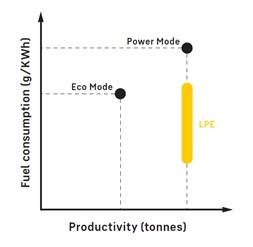 Power Mode
Eco Mode
LPE
Fuel consumption (g/KWh)
Productivity (tonnes)